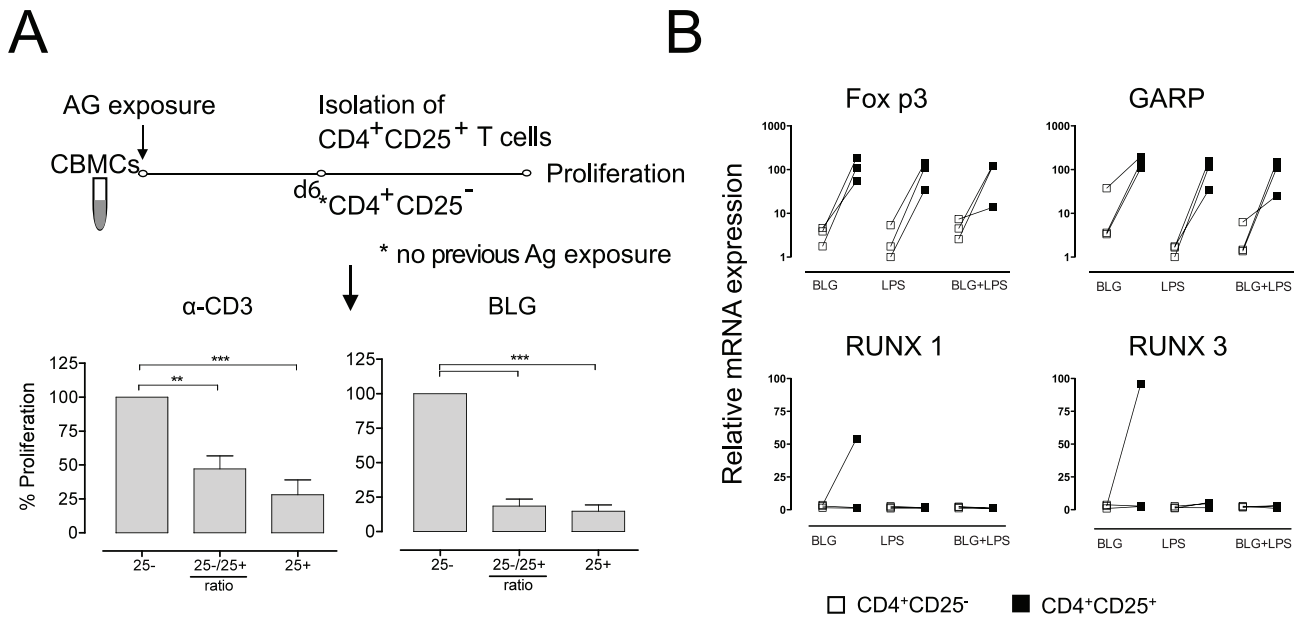 A
AG exposure
Isolation of
CD4+CD25+ T cells
CBMCs
Proliferation
d6
*CD4+CD25-
* no previous Ag exposure
α-CD3
% Proliferation
125
100
75
50
25
0
***
**
25-
25-/25+
ratio
25+
BLG
125
100
75
50
25
0
***
25-
25-/25+
ratio
25+
B
Relative mRNA expression
Fox p3
1000
100
10
1
BLG
LPS
BLG+LPS
GARP
1000
100
10
1
BLG
LPS
BLG+LPS
RUNX 1
100
75
50
25
0
BLG
LPS
BLG+LPS
RUNX 3
100
75
50
25
0
BLG
LPS
BLG+LPS
CD4+CD25-
CD4+CD25+